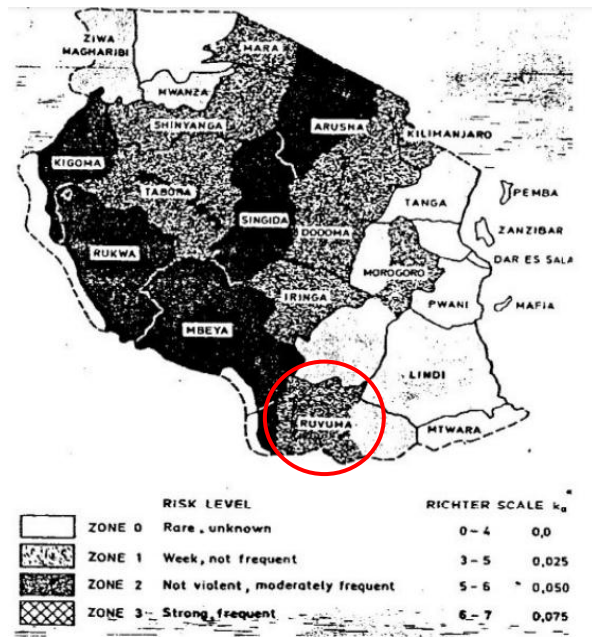 ZIWA
MAGHARIBI
MARA
MWANZA
SHINYANGA
ARUSHA
KILIMANJARO
KIGOMA
TABORA
TANGA
PEMBA
SINGIDA
DODOMA
ZANZIBAR
RUKWA
DAR ES SALA
MOROGORO
IRINGA
PWANI
MAFIA
MBEYA
LINDI
RUVUMA
MTWARA
RISK LEVEL RICHTER SCALE ko
ZONE 0 Rare, unknown 0-4 0,0
ZONE 1 Week, not frequent 3-5 0,025
ZONE 2 Not violent, moderately frequent 5-6 0,050
ZONE 3 Strong, frequent 6-7 0,075